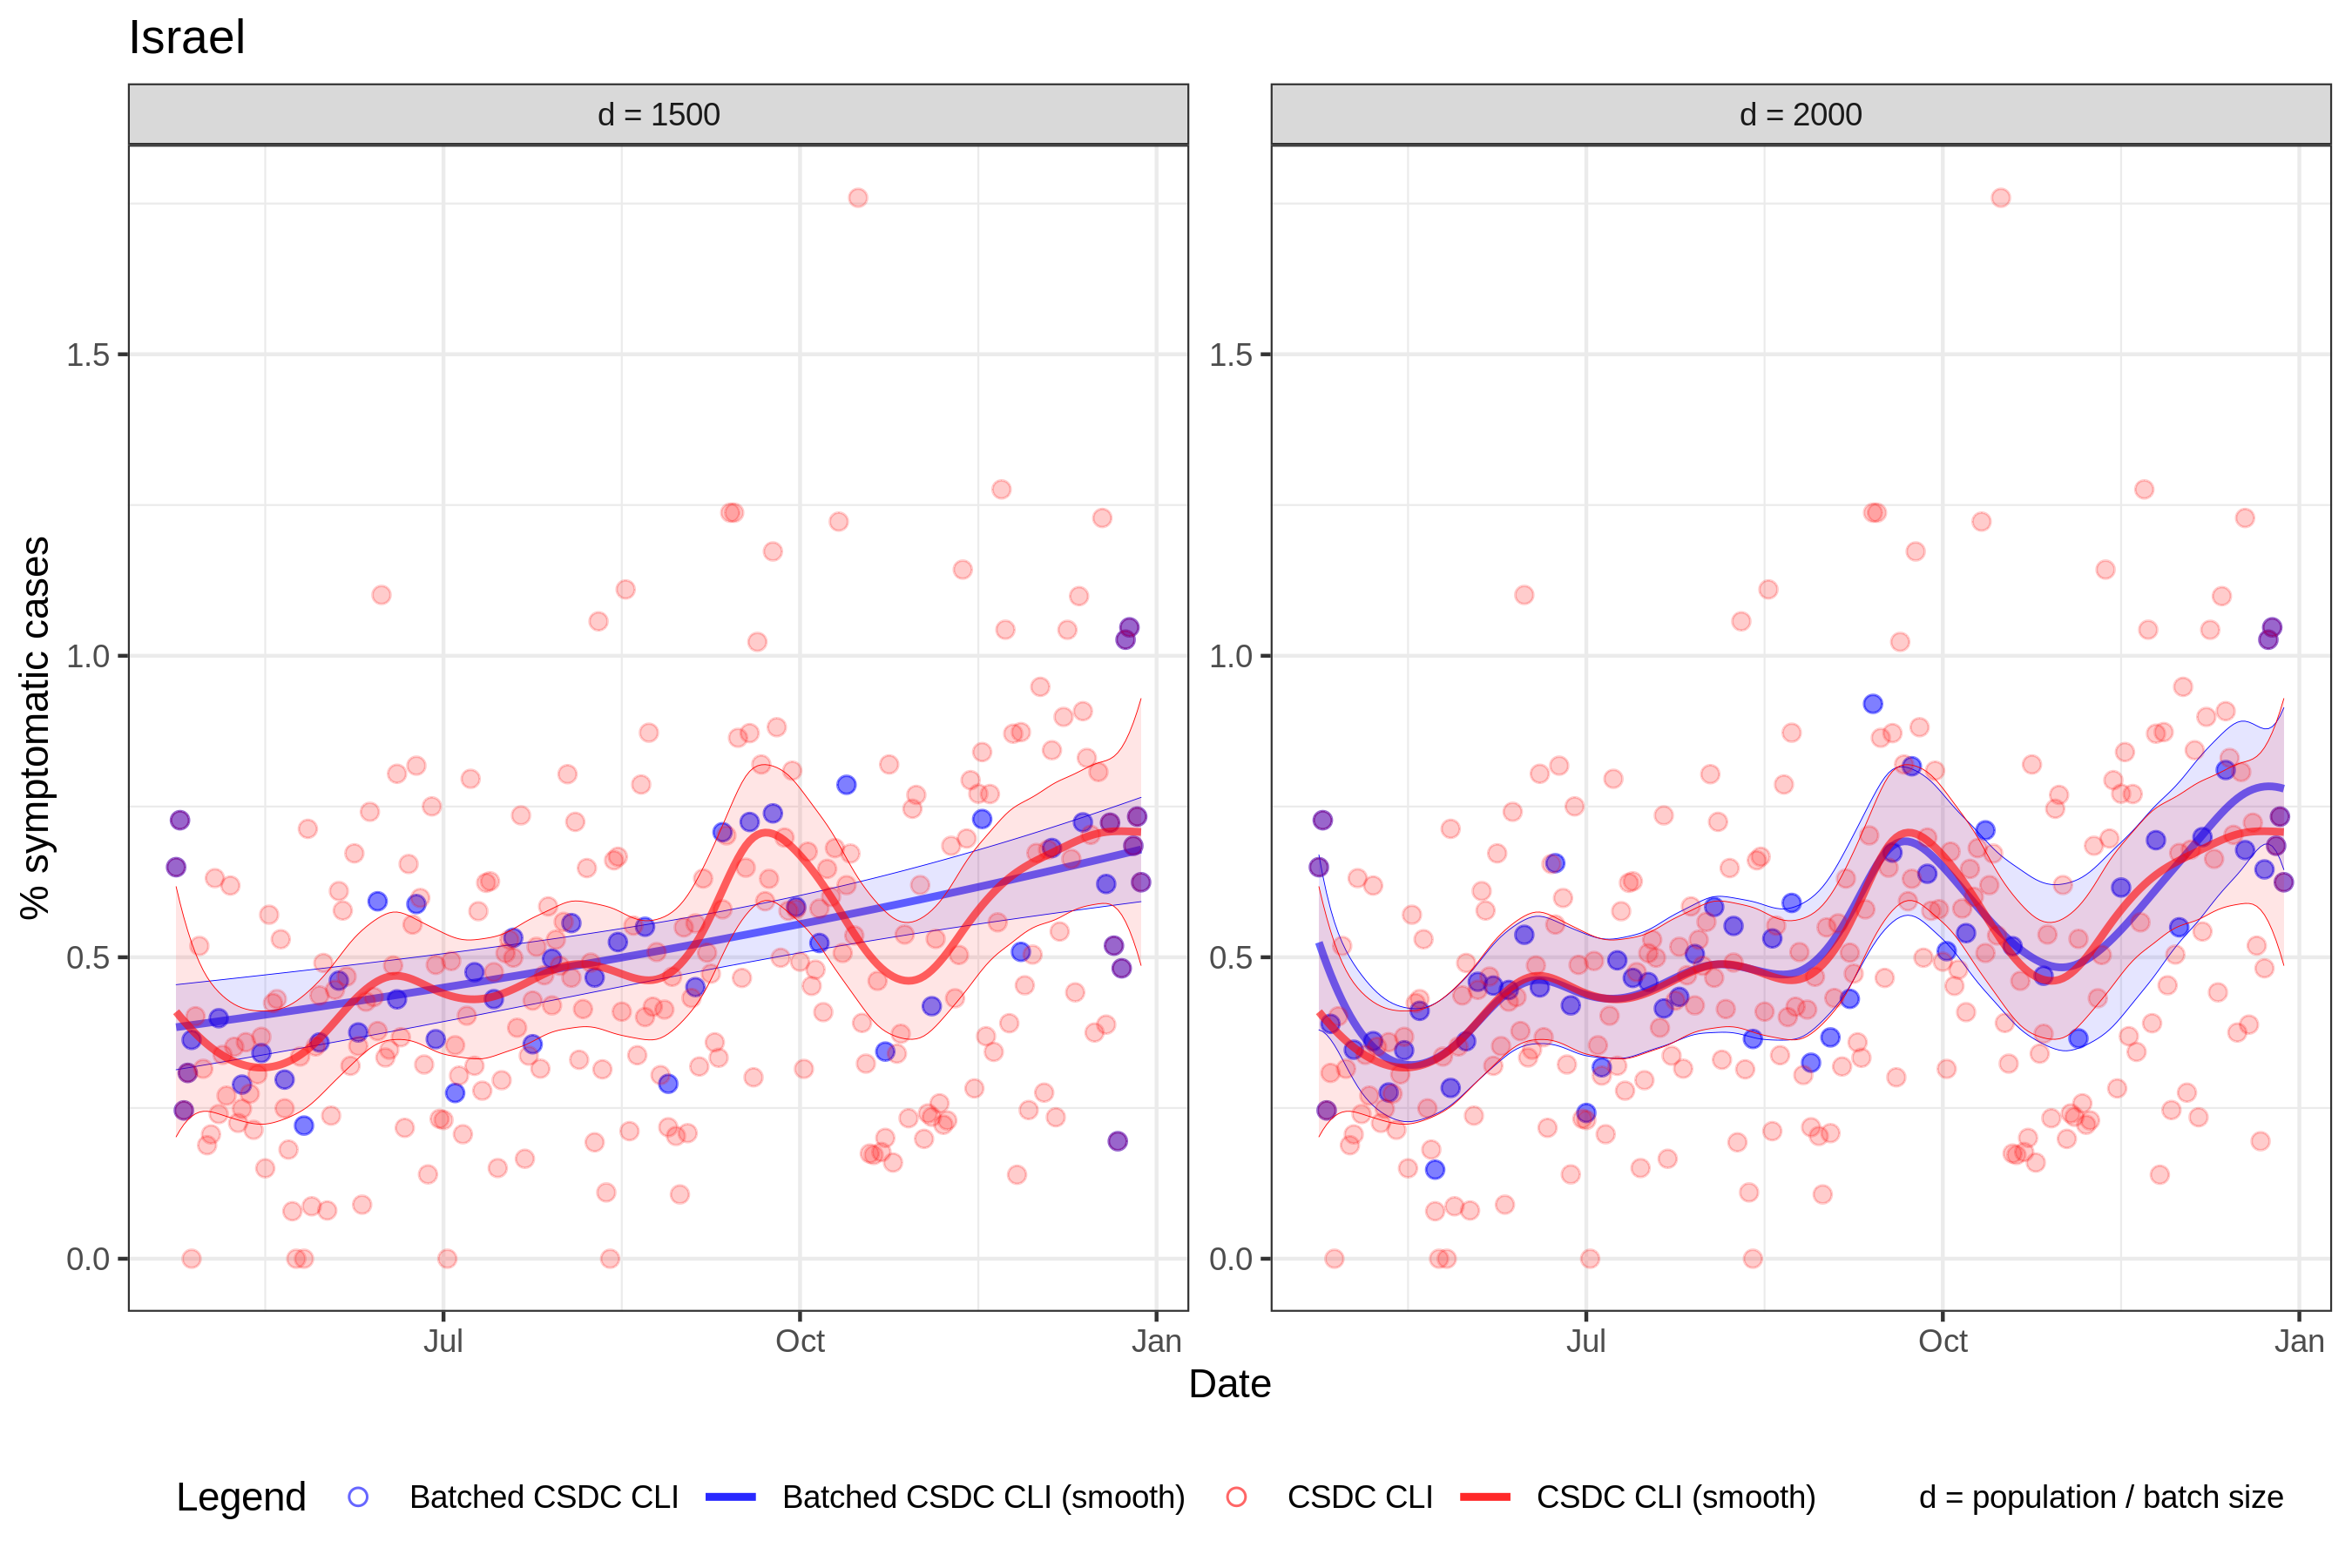 Israel
d = 1500
d = 2000
% symptomatic cases
1.5
1.0
0.5
0.0
1.5
1.0
0.5
0.0
Jul
Oct
Jan
Jul
Oct
Jan
Date
Legend
Batched CSDC CLI
Batched CSDC CLI (smooth)
CSDC CLI
CSDC CLI (smooth)
d = population / batch size